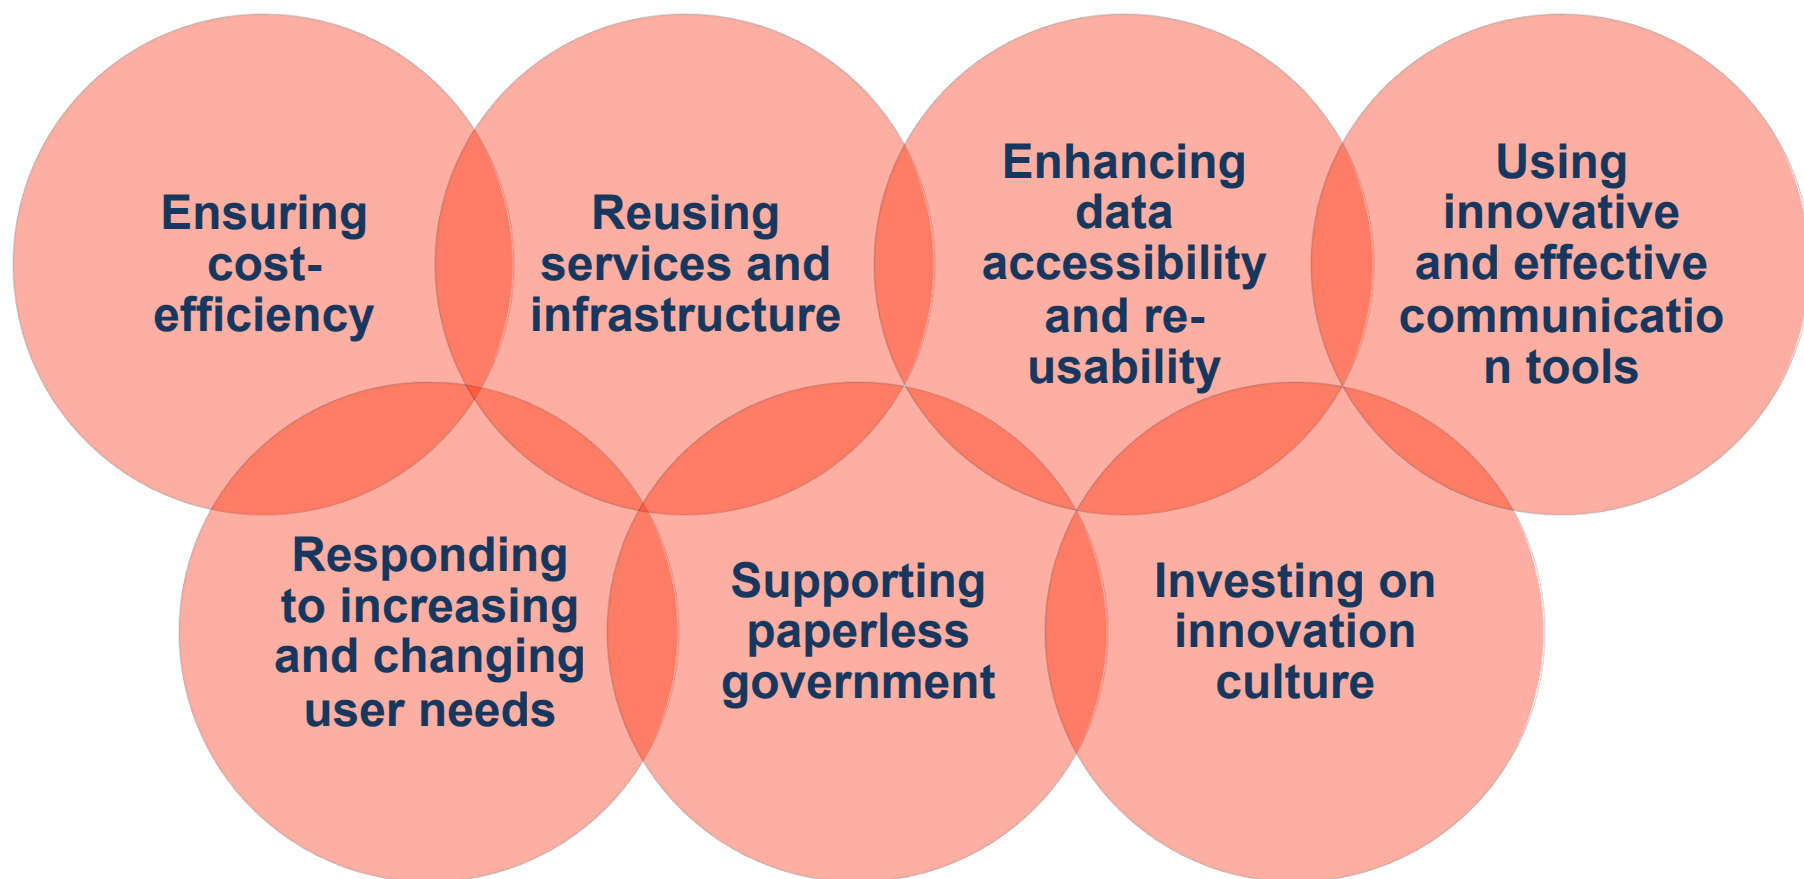 Ensuring
cost-
efficiency
Reusing
services and
infrastructure
Enhancing
data
accessibility
and re-
usability
Using
innovative
and effective
communicatio
n tools
Responding
to increasing
and changing
user needs
Supporting
paperless
government
Investing on
innovation
culture